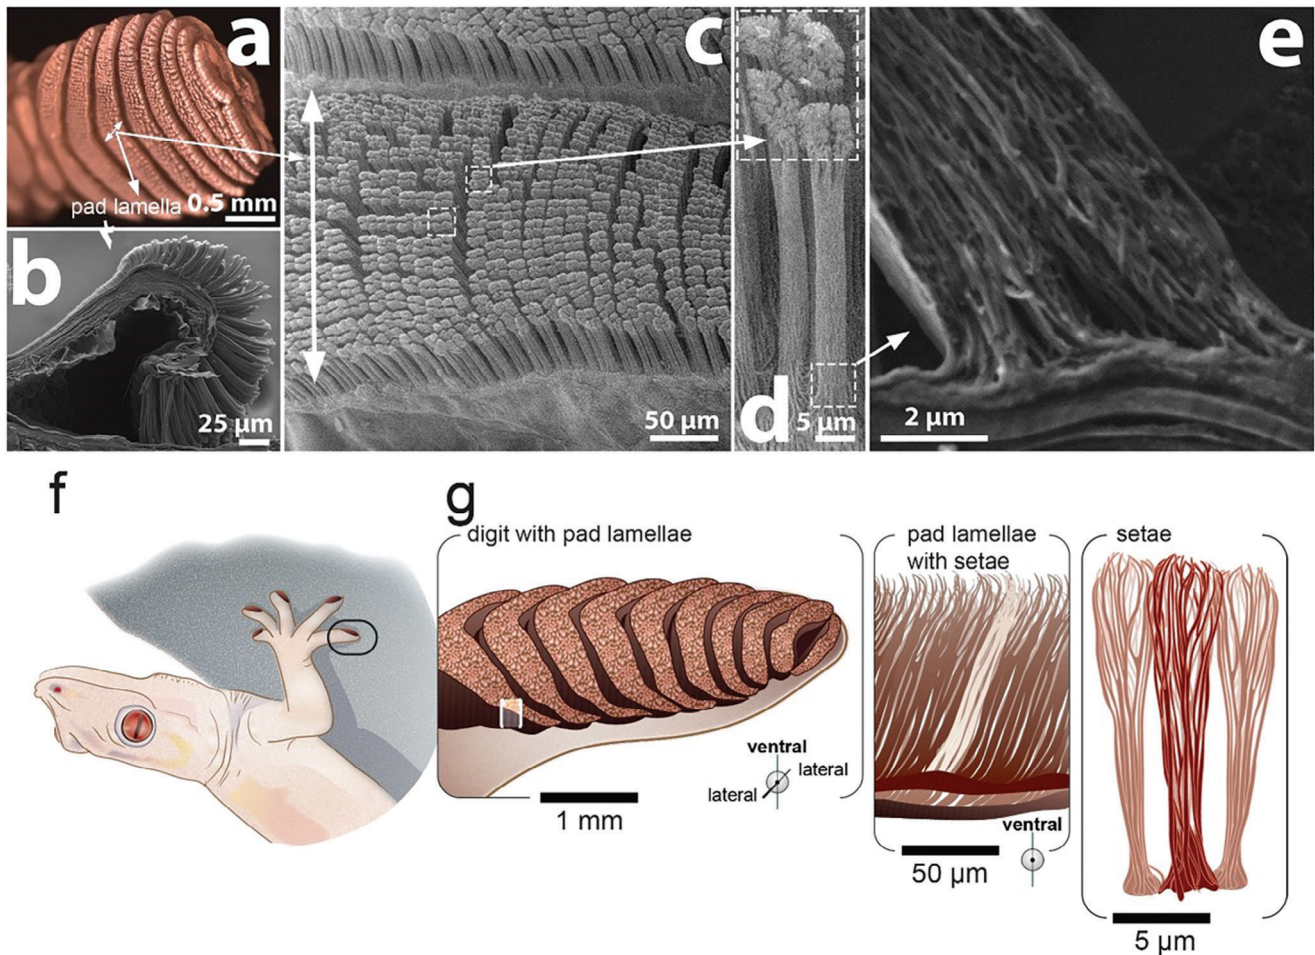 a
pad lamella
0.5 mm
b
25 µm
c
50 µm
d
5 µm
e
2 µm
f
g
digit with pad lamellae
ventral
lateral
lateral
1 mm
pad lamellae
with setae
ventral
50 µm
setae
5 µm